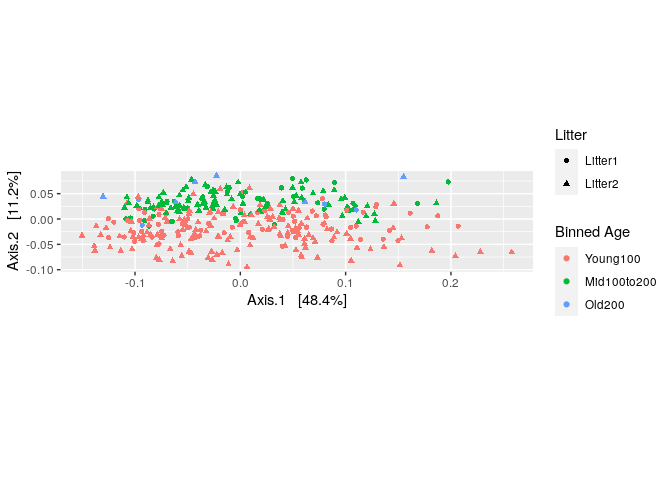 0.05
0.00
-0.05
-0.10
Axis.2 [11.2%]
-0.1
0.0
0.1
0.2
Axis.1 [48.4%]
Litter
Litter1
Litter2
Binned Age
Young100
Mid100to200
Old200